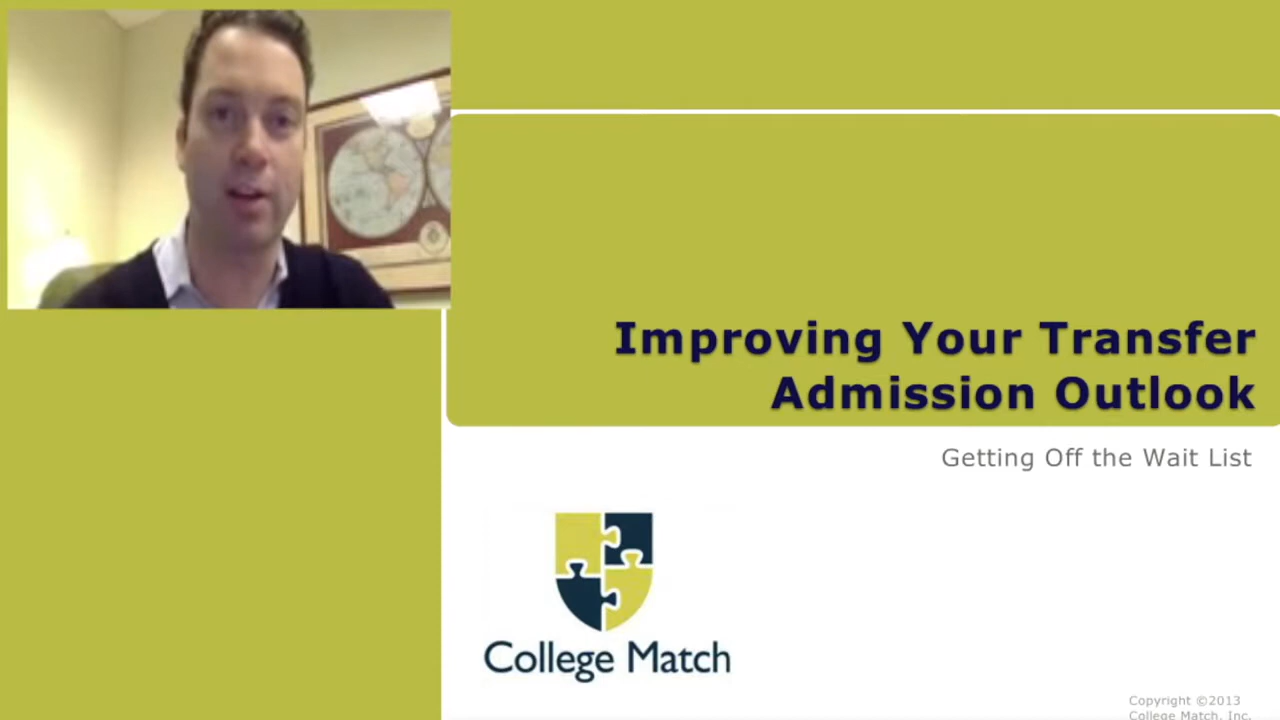 Improving Your Transfer
Admission Outlook
Getting Off the Wait List
College Match
Copyright ©2013
College Match, Inc.